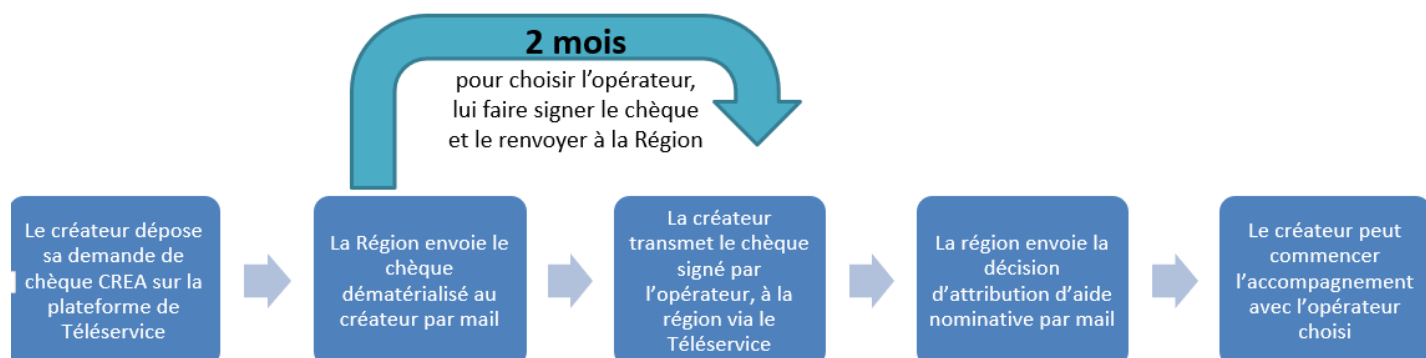 2 mois
pour choisir l'opérateur,
lui faire signer le chèque
et le renvoyer à la Région
Le créateur dépose
sa demande de
chèque CREA sur la
plateforme de
Téléservice
La Région envoie le
chèque
dématérialisé au
créateur par mail
La créateur
transmet le chèque
signé par
l'opérateur, à la
région via le
Téléservice
La région envoie la
décision
d'attribution d'aide
nominative par mail
Le créateur peut
commencer
l'accompagnement
avec l'opérateur
choisi